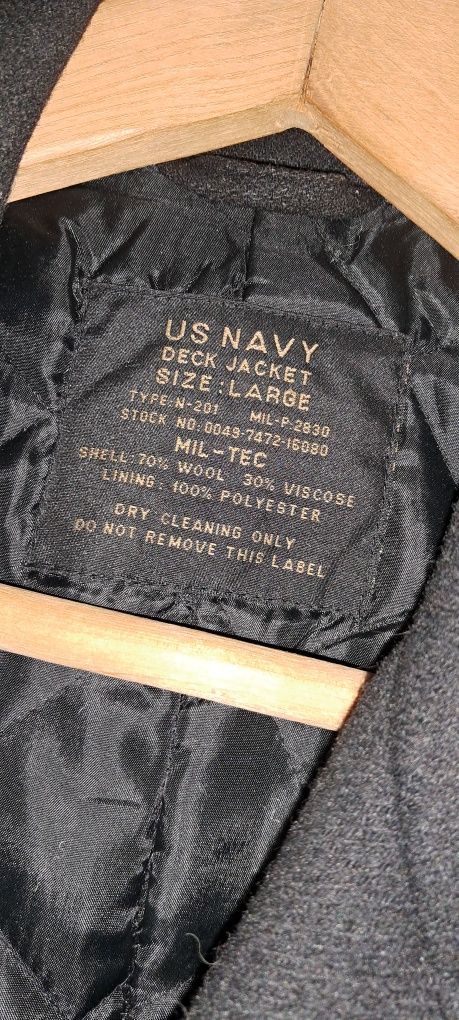 US NAVY
DECK JACKET
SIZE: LARGE
TYPE N-201 MIL-P-2830
STOCK NO: 0049-7472-16080
MIL-TEC
SHELL: 70% WOOL 30% VISCOSE
LINING: 100% POLYESTER
DRY CLEANING ONLY
DO NOT REMOVE THIS LABEL